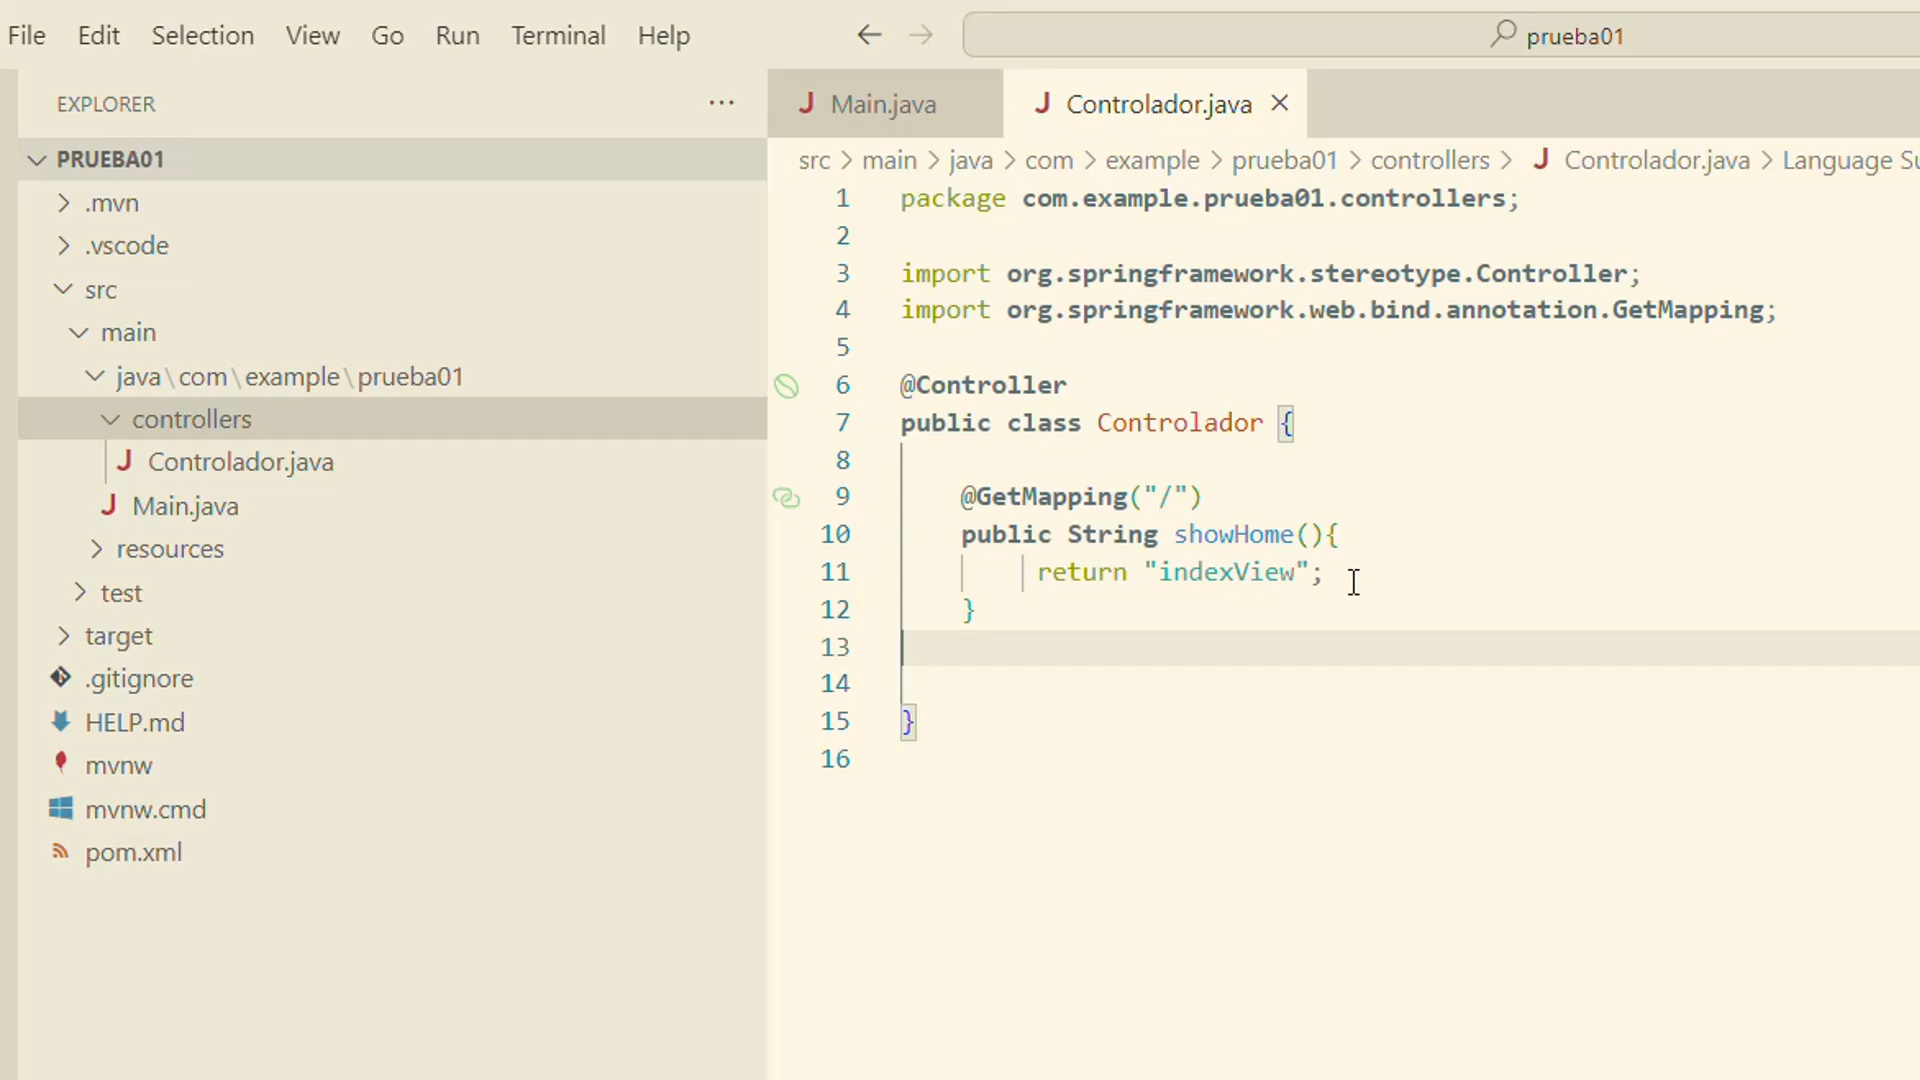 File Edit Selection View Go Run Terminal Help
prueba01
EXPLORER
PRUEBA01
.mvn
.vscode
src
main
java\com\example\prueba01
controllers
J Controlador.java
J Main.java
resources
test
target
.gitignore
HELP.md
mvnw
mvnw.cmd
pom.xml
J Main.java
J Controlador.java
src > main > java > com > example > prueba01 > controllers > J Controlador.java > Language Su
1 package com.example.prueba01.controllers;
2
3 import org.springframework.stereotype.Controller;
4 import org.springframework.web.bind.annotation.GetMapping;
5
6 @Controller
7 public class Controlador {
8
9 @GetMapping("/")
10 public String showHome(){
11 return "indexView";
12 }
13
14
15 }
16